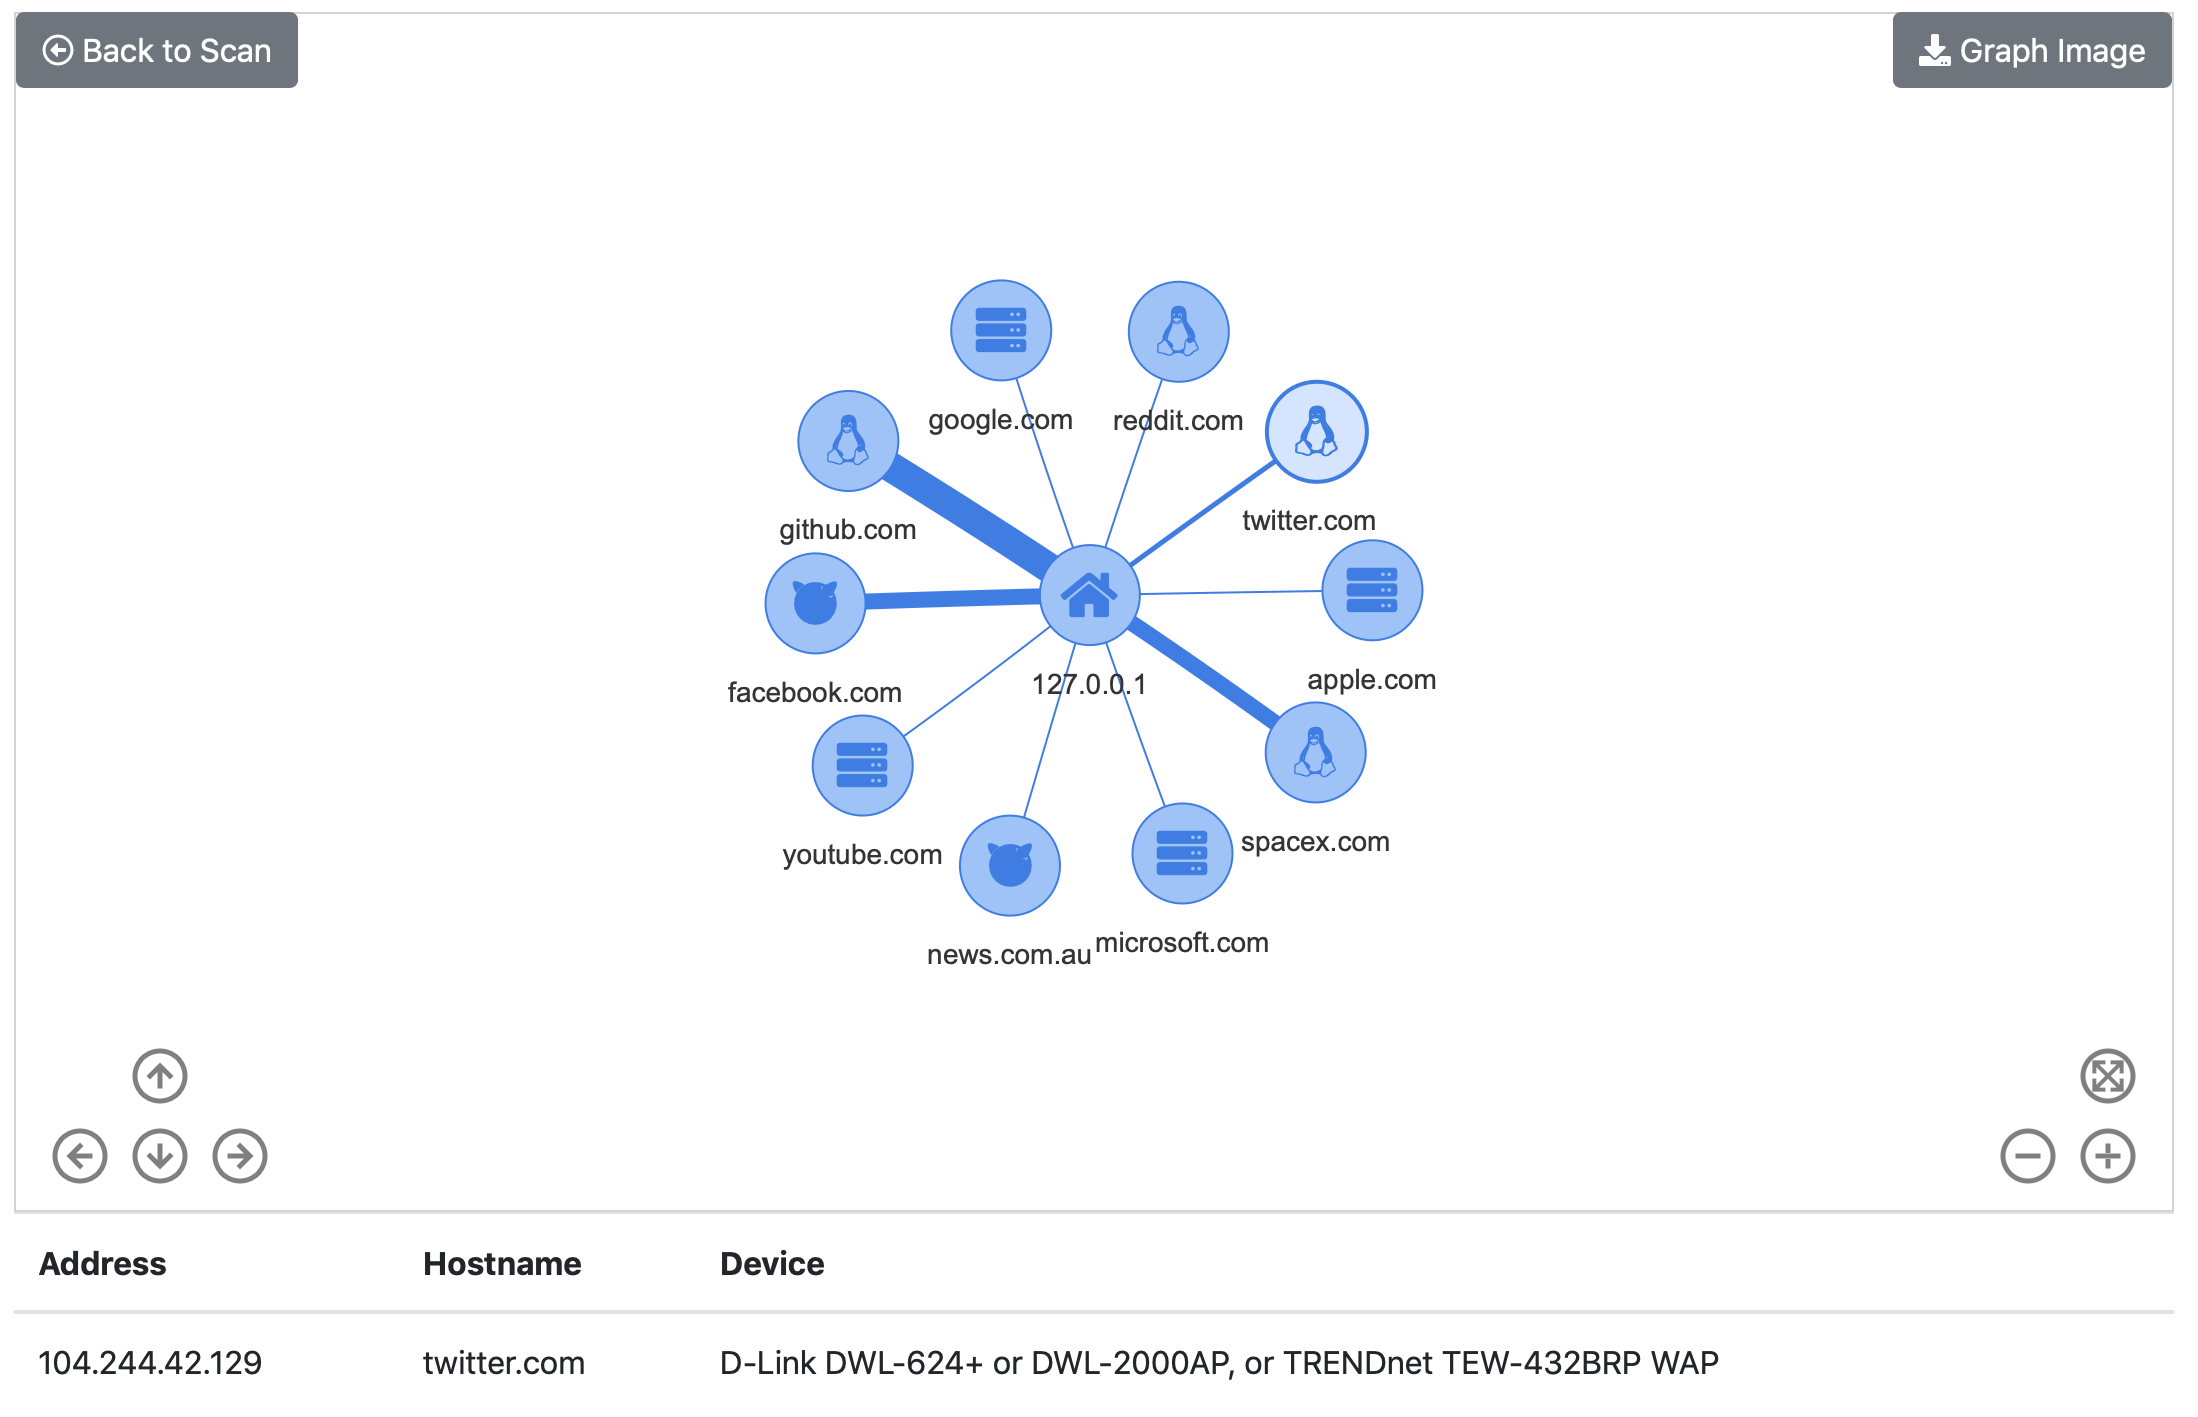 Back to Scan
Graph Image
google.com
reddit.com
github.com
twitter.com
facebook.com
127.0.0.1
apple.com
youtube.com
spacex.com
news.com.au
microsoft.com
Address Hostname Device
104.244.42.129 twitter.com D-Link DWL-624+ or DWL-2000AP, or TRENDnet TEW-432BRP WAP